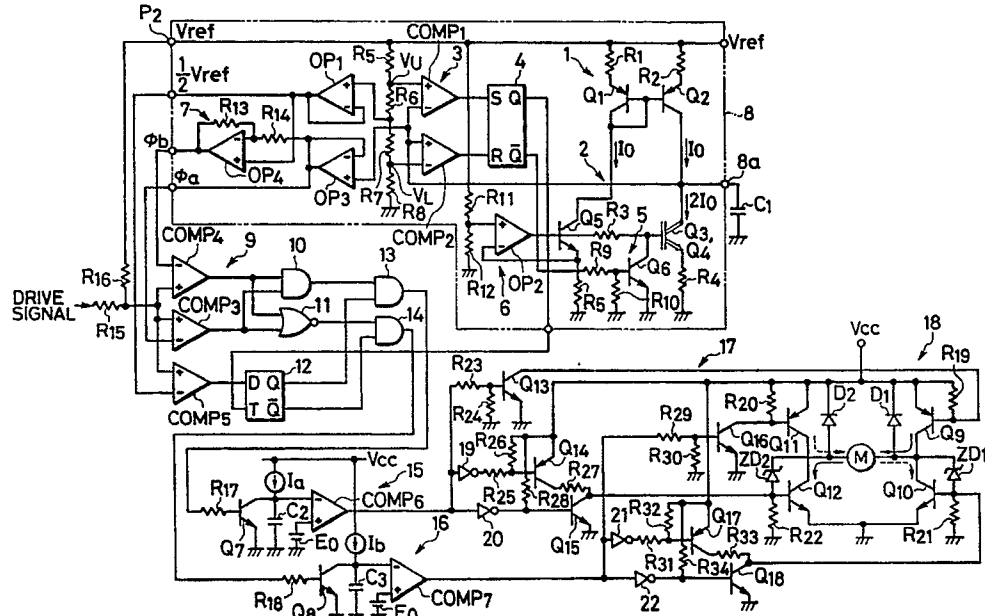 P2 Vref COMP1 Vref
R5 VU 3 4 1 R1 R2
1/2 Vref OP1 R6 S Q Q1 Q2
7 R13 R14 8
I0 I0
Φb OP4 OP3 R7 R Q̅ 2 8a
Φa VL R8 R11 2I0 C1
COMP4 9 COMP2 Q5 R3 5 Q3, Q4
10 13 R12 OP2 R9 Q6 R4
R16 6 R5 R10
DRIVE SIGNAL R15 COMP3 11 14
12 Vcc 18
D Q R23 17 R19
T Q̅ Q13 D2 D1
COMP5 R24 R20 Q9
R29 Q16 Q11 M ZD1
19 R26 Q14 R30 ZD2
Vcc 15 R25 R27 Q12 Q10
R17 Ia COMP6 R28 21 R32 Q17 R22 R21
Q7 C2 E0 16 20 Q15 R31 R33
Ib R34 Q18
R18 Q8 C3 E0 COMP7 22